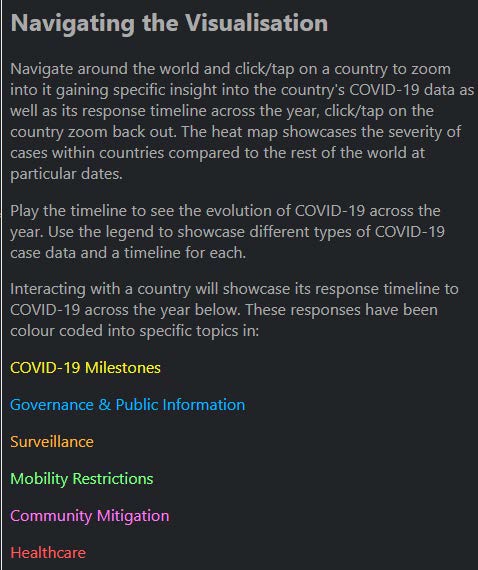 Navigating the Visualisation
Navigate around the world and click/tap on a country to zoom
into it gaining specific insight into the country's COVID-19 data as
well as its response timeline across the year, click/tap on the
country zoom back out. The heat map showcases the severity of
cases within countries compared to the rest of the world at
particular dates.
Play the timeline to see the evolution of COVID-19 across the
year. Use the legend to showcase different types of COVID-19
case data and a timeline for each.
Interacting with a country will showcase its response timeline to
COVID-19 across the year below. These responses have been
colour coded into specific topics in:
COVID-19 Milestones
Governance & Public Information
Surveillance
Mobility Restrictions
Community Mitigation
Healthcare